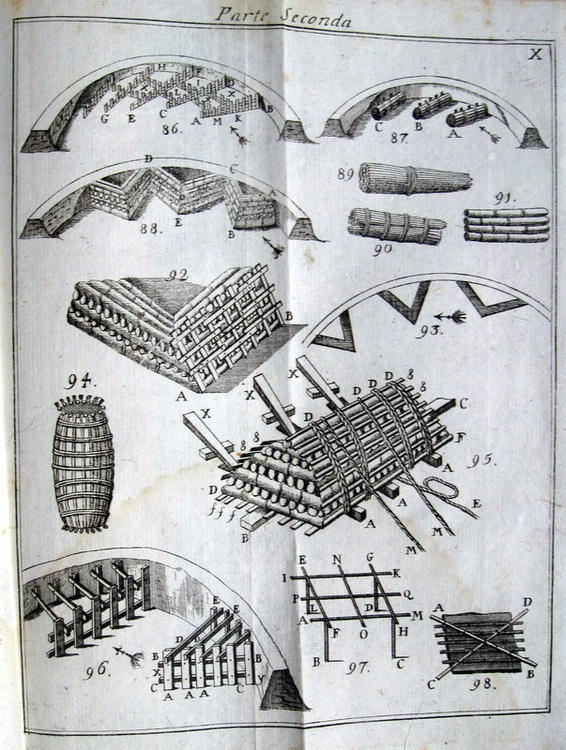 Parte Seconda
X
H F
I D
X
L X
G E C A M K B
86.
C B A
87.
D C A
E B
88.
89
90
91.
92
A B
93.
94.
X X X
D D D D g g
g g
C
F
A
95.
D
f f f
B
A A
E
M M
E E E
B D D B
X
C C V
A A A
96.
E N G
I K
P L D Q
A M
F O H
B C
97.
A D
C B
98.